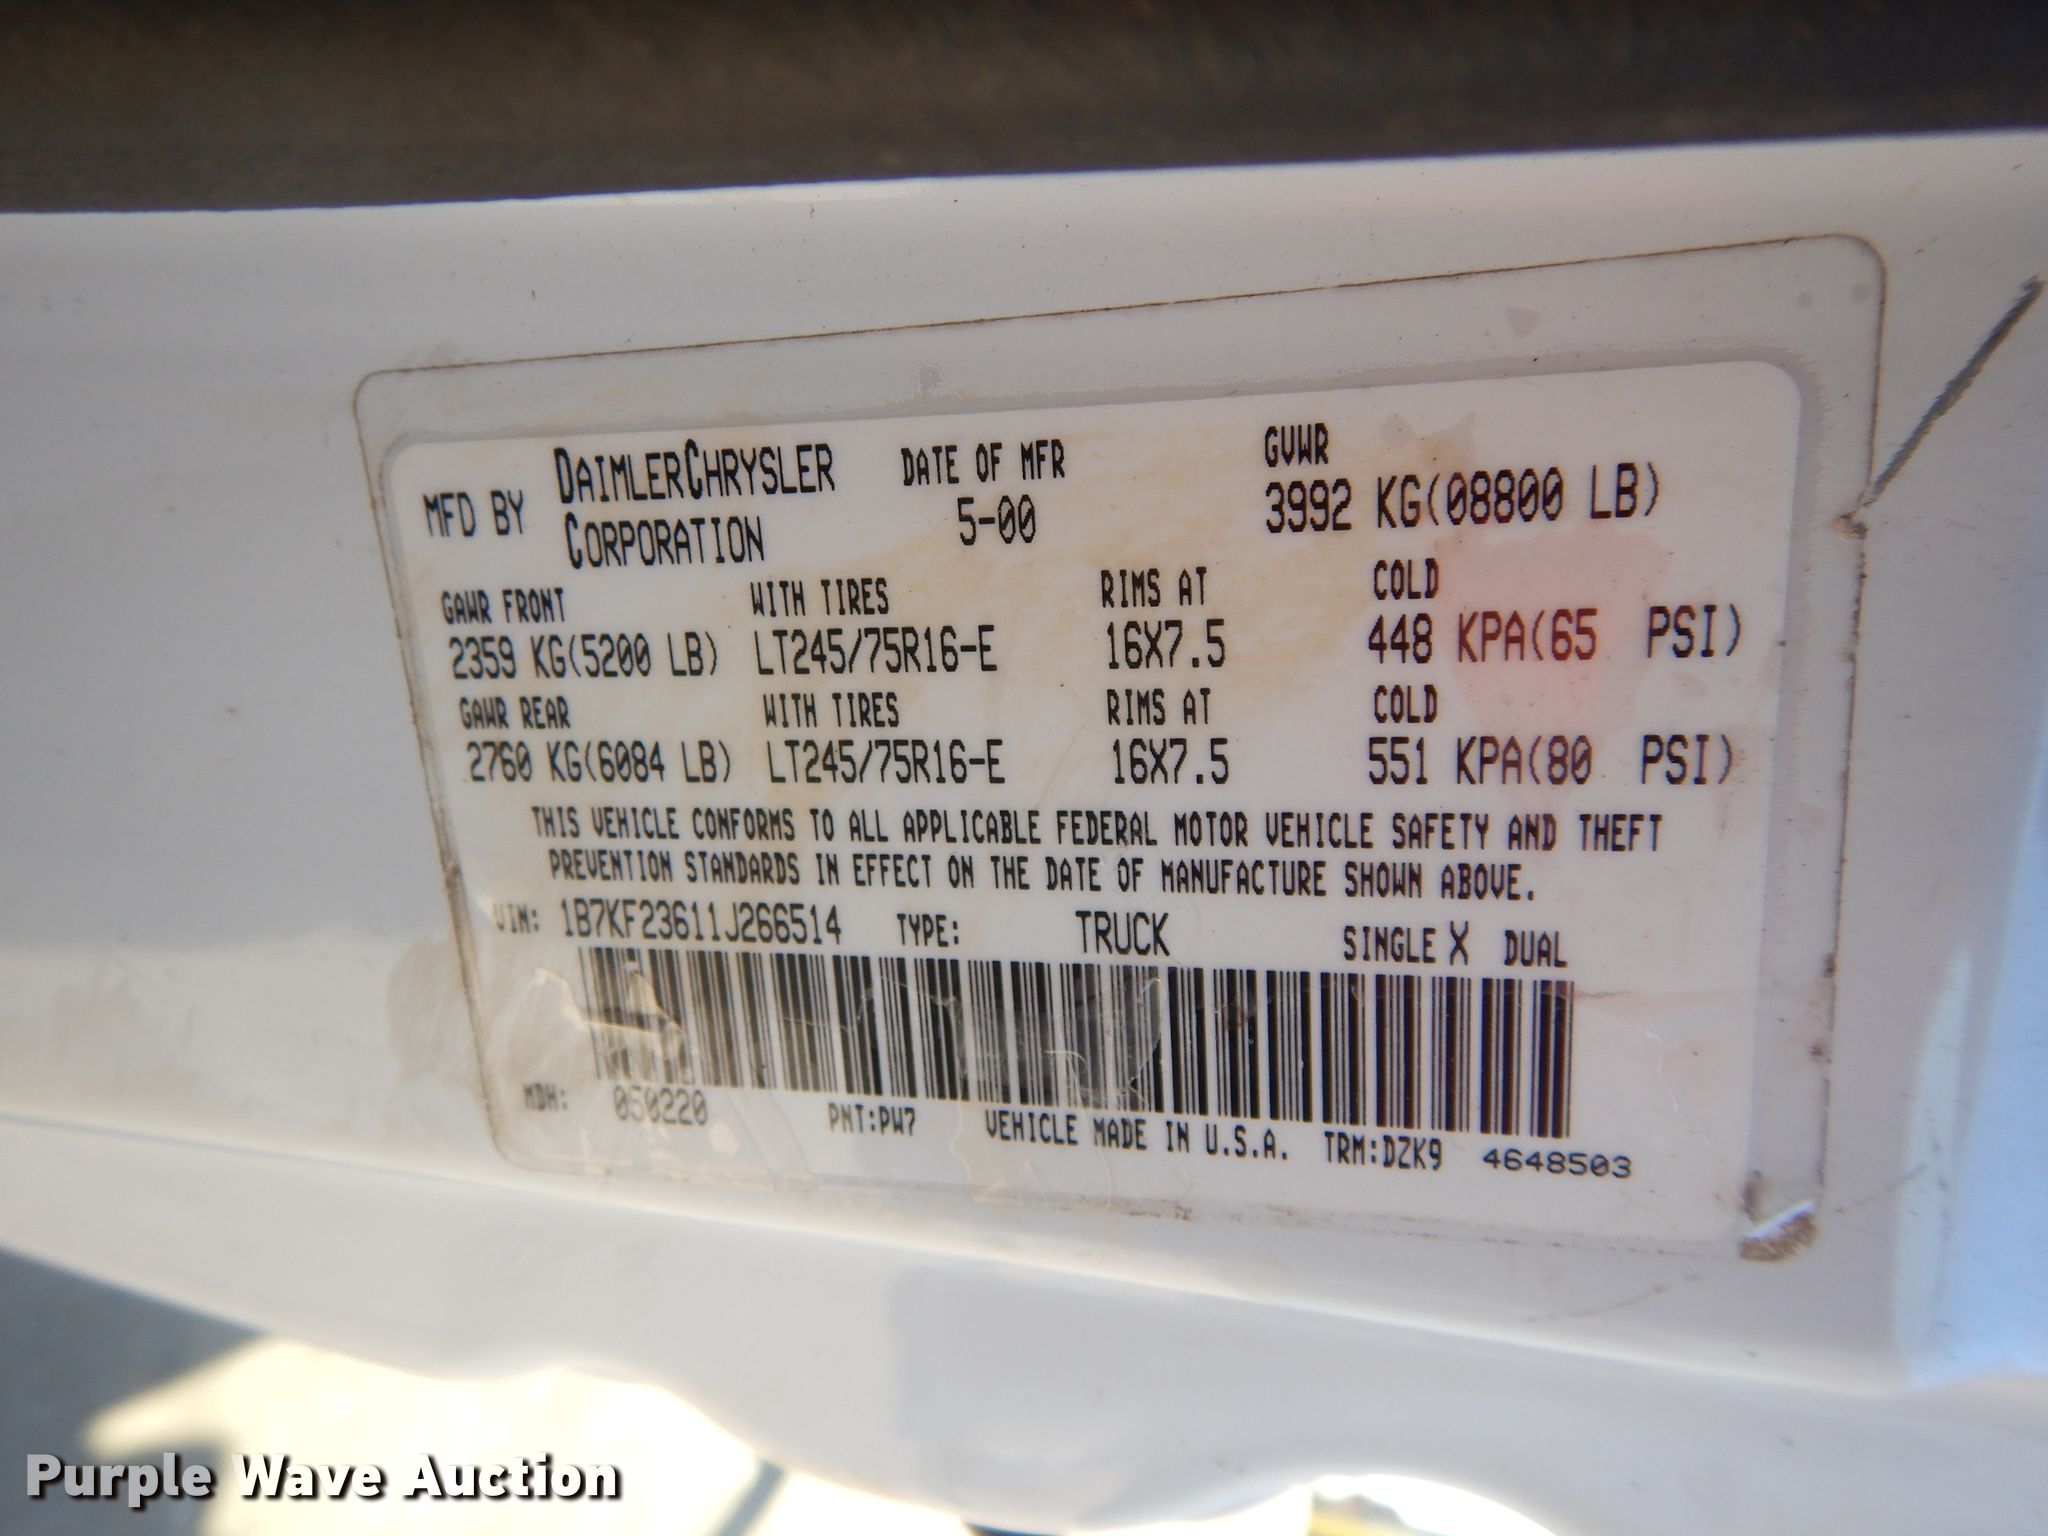 MFD BY DAIMLERCHRYSLER CORPORATION DATE OF MFR 5-00 GVWR 3992 KG(08800 LB)
GAWR FRONT WITH TIRES RIMS AT COLD
2359 KG(5200 LB) LT245/75R16-E 16X7.5 448 KPA(65 PSI)
GAWR REAR WITH TIRES RIMS AT COLD
2760 KG(6084 LB) LT245/75R16-E 16X7.5 551 KPA(80 PSI)
THIS VEHICLE CONFORMS TO ALL APPLICABLE FEDERAL MOTOR VEHICLE SAFETY AND THEFT
PREVENTION STANDARDS IN EFFECT ON THE DATE OF MANUFACTURE SHOWN ABOVE.
VIN: 1B7KF23611J266514 TYPE: TRUCK SINGLE X DUAL
MDH: 050220 PNT:PW7 VEHICLE MADE IN U.S.A. TRM:DZK9 4648503
Purple Wave Auction